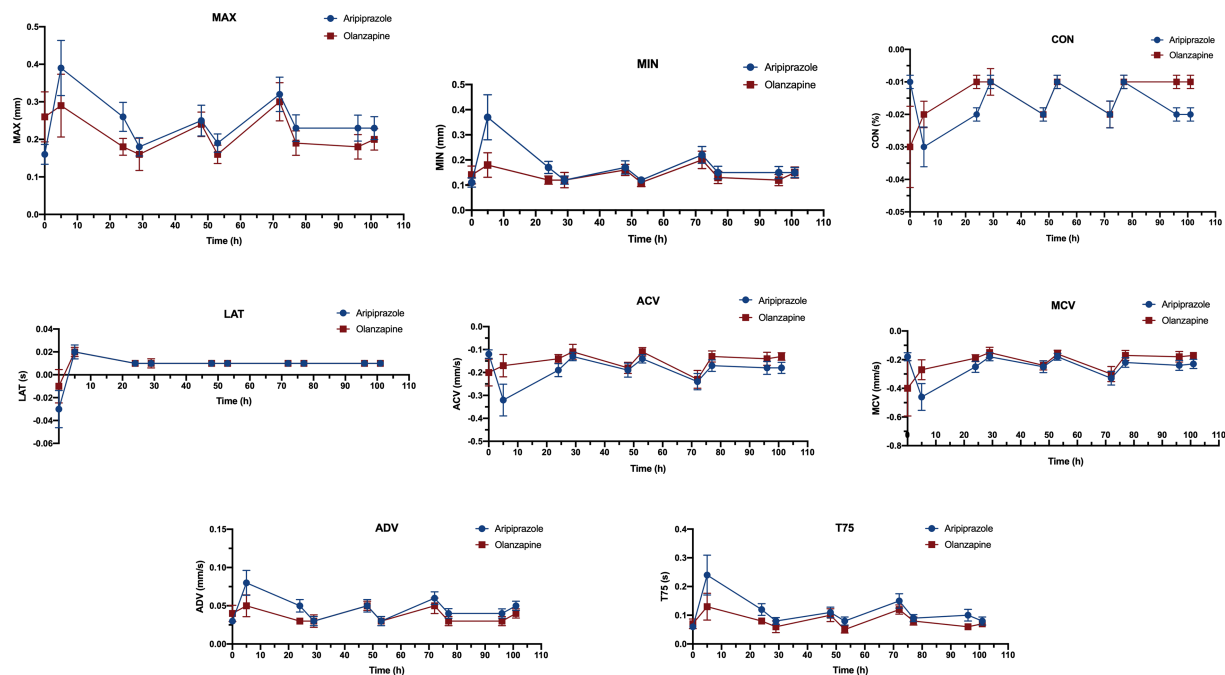 MAX
Aripiprazole
Olanzapine
MAX (mm)
0.5
0.4
0.3
0.2
0.1
0.0
0 10 20 30 40 50 60 70 80 90 100 110
Time (h)
MIN
Aripiprazole
Olanzapine
MIN (mm)
0.5
0.4
0.3
0.2
0.1
0.0
0 10 20 30 40 50 60 70 80 90 100 110
Time (h)
CON
Aripiprazole
Olanzapine
CON (%)
0.00
-0.01
-0.02
-0.03
-0.04
-0.05
0 10 20 30 40 50 60 70 80 90 100 110
Time (h)
LAT
Aripiprazole
Olanzapine
LAT (s)
0.04
0.02
0.00
-0.02
-0.04
-0.06
10 20 30 40 50 60 70 80 90 100 110
Time (h)
ACV
Aripiprazole
Olanzapine
ACV (mm/s)
0.0
-0.1
-0.2
-0.3
-0.4
-0.5
0 10 20 30 40 50 60 70 80 90 100 110
Time (h)
MCV
Aripiprazole
Olanzapine
MCV (mm/s)
0.0
-0.2
-0.4
-0.6
-0.8
0 10 20 30 40 50 60 70 80 90 100 110
Time (h)
ADV
Aripiprazole
Olanzapine
ADV (mm/s)
0.15
0.10
0.05
0.00
0 10 20 30 40 50 60 70 80 90 100 110
Time (h)
T75
Aripiprazole
Olanzapine
T75 (s)
0.4
0.3
0.2
0.1
0.0
0 10 20 30 40 50 60 70 80 90 100 110
Time (h)